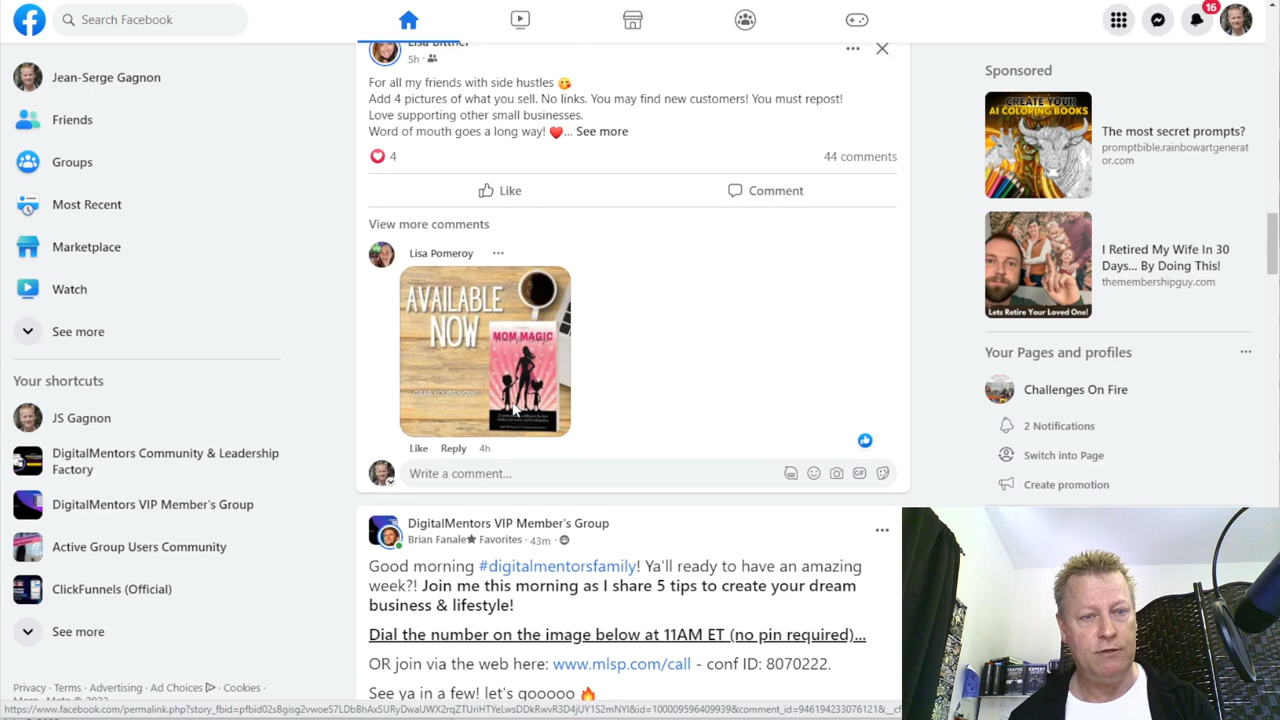 Search Facebook
16
Jean-Serge Gagnon
Friends
Groups
Most Recent
Marketplace
Watch
See more
Your shortcuts
JS Gagnon
DigitalMentors Community & Leadership
Factory
DigitalMentors VIP Member's Group
Active Group Users Community
ClickFunnels (Official)
See more
Privacy · Terms · Advertising · Ad Choices · Cookies ·
Lisa Bittner
5h ·
For all my friends with side hustles 😋
Add 4 pictures of what you sell. No links. You may find new customers! You must repost!
Love supporting other small businesses.
Word of mouth goes a long way! ❤️... See more
4
44 comments
Like
Comment
View more comments
Lisa Pomeroy
AVAILABLE
NOW
MOM MAGIC
GRAB YOURS NOW!
Like Reply 4h
Write a comment...
DigitalMentors VIP Member's Group
Brian Fanale★ Favorites · 43m ·
Good morning #digitalmentorsfamily! Ya'll ready to have an amazing
week?! Join me this morning as I share 5 tips to create your dream
business & lifestyle!
Dial the number on the image below at 11AM ET (no pin required)...
OR join via the web here: www.mlsp.com/call - conf ID: 8070222.
See ya in a few! let's gooooo 🔥
Sponsored
CREATE YOUR
AI COLORING BOOKS
The most secret prompts?
promptbible.rainbowartgenerat
or.com
Lets Retire Your Loved One!
I Retired My Wife In 30
Days... By Doing This!
themembershipguy.com
Your Pages and profiles
Challenges On Fire
2 Notifications
Switch into Page
Create promotion